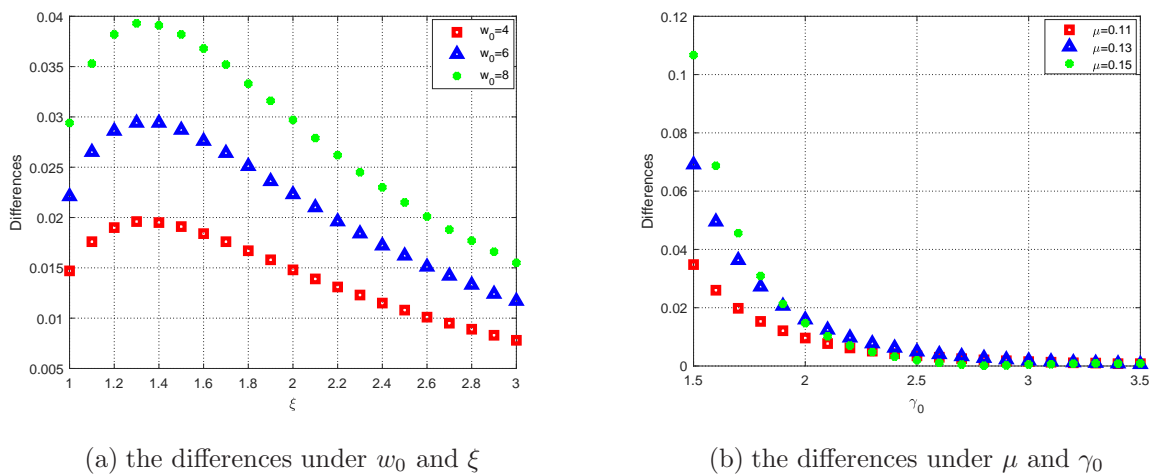 0.04
0.035
0.03
0.025
0.02
0.015
0.01
0.005
Differences
1
1.2
1.4
1.6
1.8
2
2.2
2.4
2.6
2.8
3
ξ
w₀=4
w₀=6
w₀=8
(a) the differences under w₀ and ξ
0.12
0.1
0.08
0.06
0.04
0.02
0
Differences
1.5
2
2.5
3
3.5
γ₀
μ=0.11
μ=0.13
μ=0.15
(b) the differences under μ and γ₀